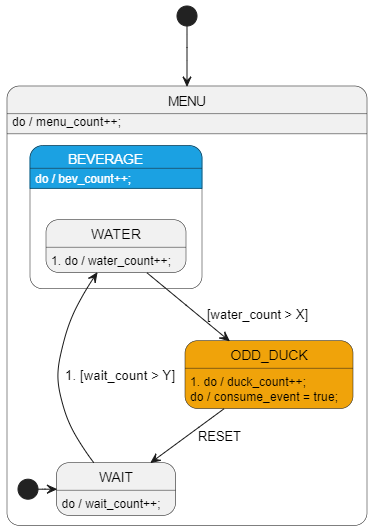 MENU
do / menu_count++;
BEVERAGE
do / bev_count++;
WATER
1. do / water_count++;
[water_count > X]
ODD_DUCK
1. do / duck_count++;
do / consume_event = true;
1. [wait_count > Y]
RESET
WAIT
do / wait_count++;